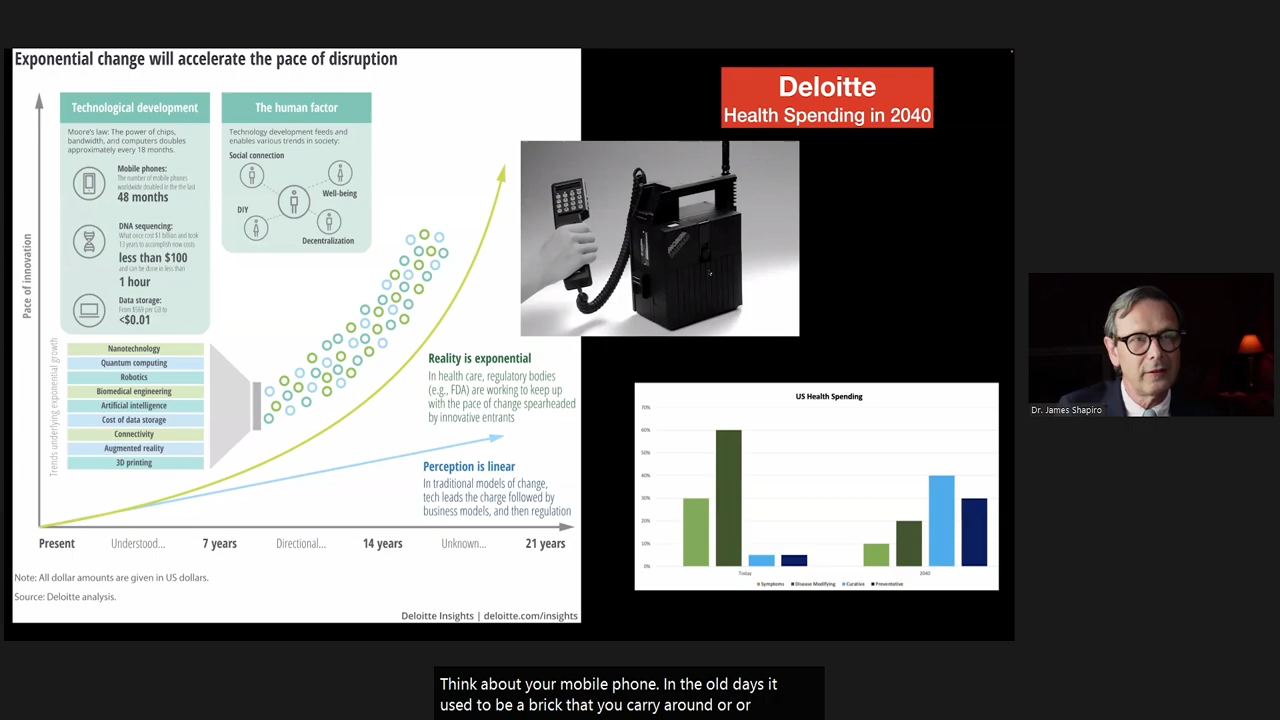 Exponential change will accelerate the pace of disruption
Technological development
Moore's law: The power of chips,
bandwidth, and computers doubles
approximately every 18 months.
Mobile phones:
The number of mobile phones
worldwide doubled in the the last
48 months
DNA sequencing:
What once cost $1 billion and took
13 years to accomplish now costs
less than $100
and can be done in less than
1 hour
Data storage:
From $569 per GB to
<$0.01
The human factor
Technology development feeds and
enables various trends in society:
Social connection
Well-being
DIY
Decentralization
Pace of innovation
Trends underlying exponential growth
Nanotechnology
Quantum computing
Robotics
Biomedical engineering
Artificial intelligence
Cost of data storage
Connectivity
Augmented reality
3D printing
Reality is exponential
In health care, regulatory bodies
(e.g., FDA) are working to keep up
with the pace of change spearheaded
by innovative entrants
Perception is linear
In traditional models of change,
tech leads the charge followed by
business models, and then regulation
Present Understood... 7 years Directional... 14 years Unknown... 21 years
Note: All dollar amounts are given in US dollars.
Source: Deloitte analysis.
Deloitte Insights | deloitte.com/insights
Deloitte
Health Spending in 2040
US Health Spending
70%
60%
50%
40%
30%
20%
10%
0%
Today 2040
Symptoms Disease Modifying Curative Preventative
Dr. James Shapiro
Think about your mobile phone. In the old days it
used to be a brick that you carry around or or